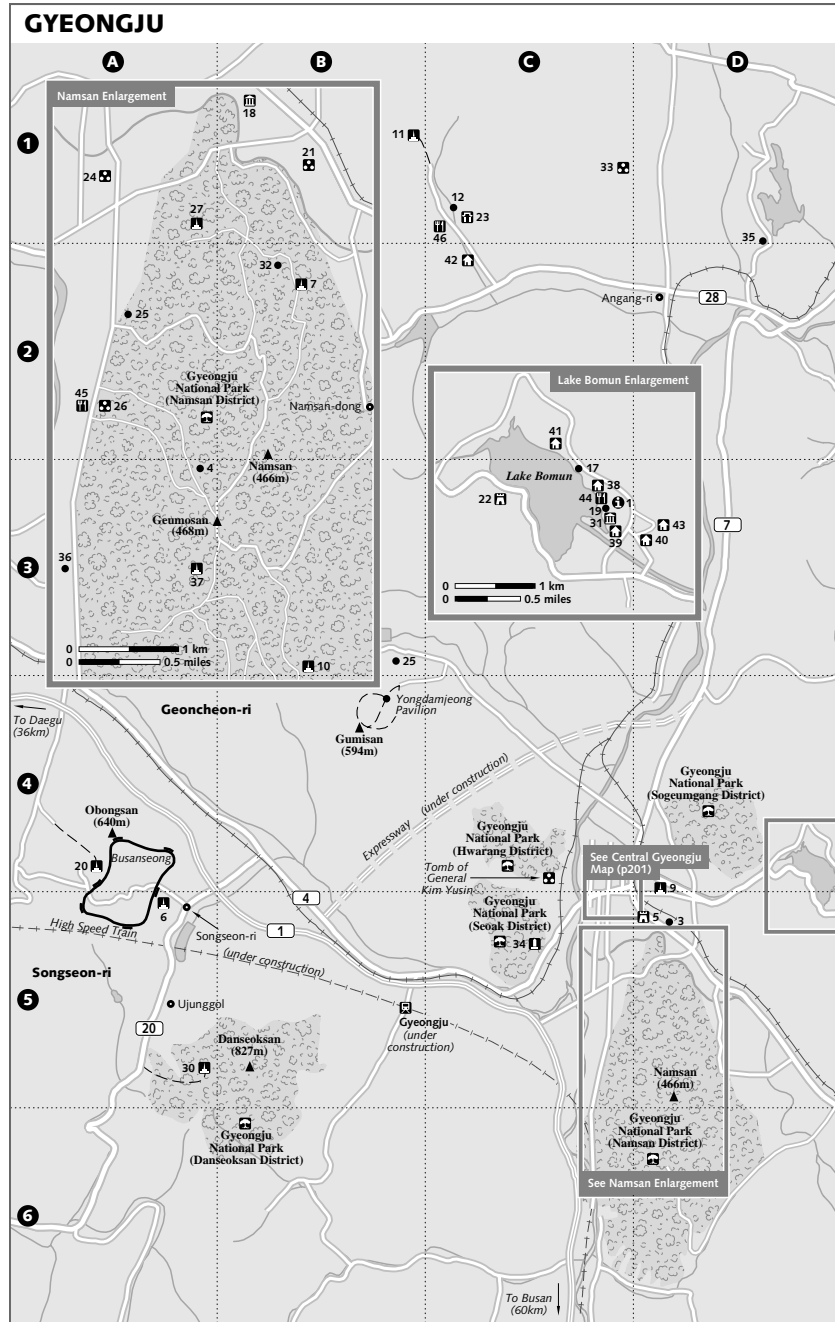 GYEONGJU
A
B
C
D
1
2
3
4
5
6
Namsan Enlargement
18
21
24
27
32
7
25
Gyeongju
National Park
(Namsan District)
45
26
Namsan-dong
4
Namsan
(466m)
Geumosan
(468m)
36
37
0 1 km
0 0.5 miles
10
11
12
23
46
42
33
35
Angang-ri
28
Lake Bomun Enlargement
41
17
Lake Bomun
38
22
44
1
19
31
39
43
40
0 1 km
0 0.5 miles
7
25
Geoncheon-ri
Yongdamjeong
Pavilion
To Daegu
(36km)
Gumisan
(594m)
Expressway (under construction)
Gyeongju
National Park
(Sogeumgang District)
Obongsan
(640m)
Busanseong
20
Gyeongju
National Park
(Hwarang District)
Tomb of
General
Kim Yusin
See Central Gyeongju
Map (p201)
9
4
6
Songseon-ri
1
Gyeongju
National Park
(Seoak District)
34
5
3
High Speed Train
(under construction)
Songseon-ri
Ujunggol
20
Gyeongju
(under
construction)
Danseoksan
(827m)
30
Namsan
(466m)
Gyeongju
National Park
(Danseoksan District)
Gyeongju
National Park
(Namsan District)
See Namsan Enlargement
To Busan
(60km)